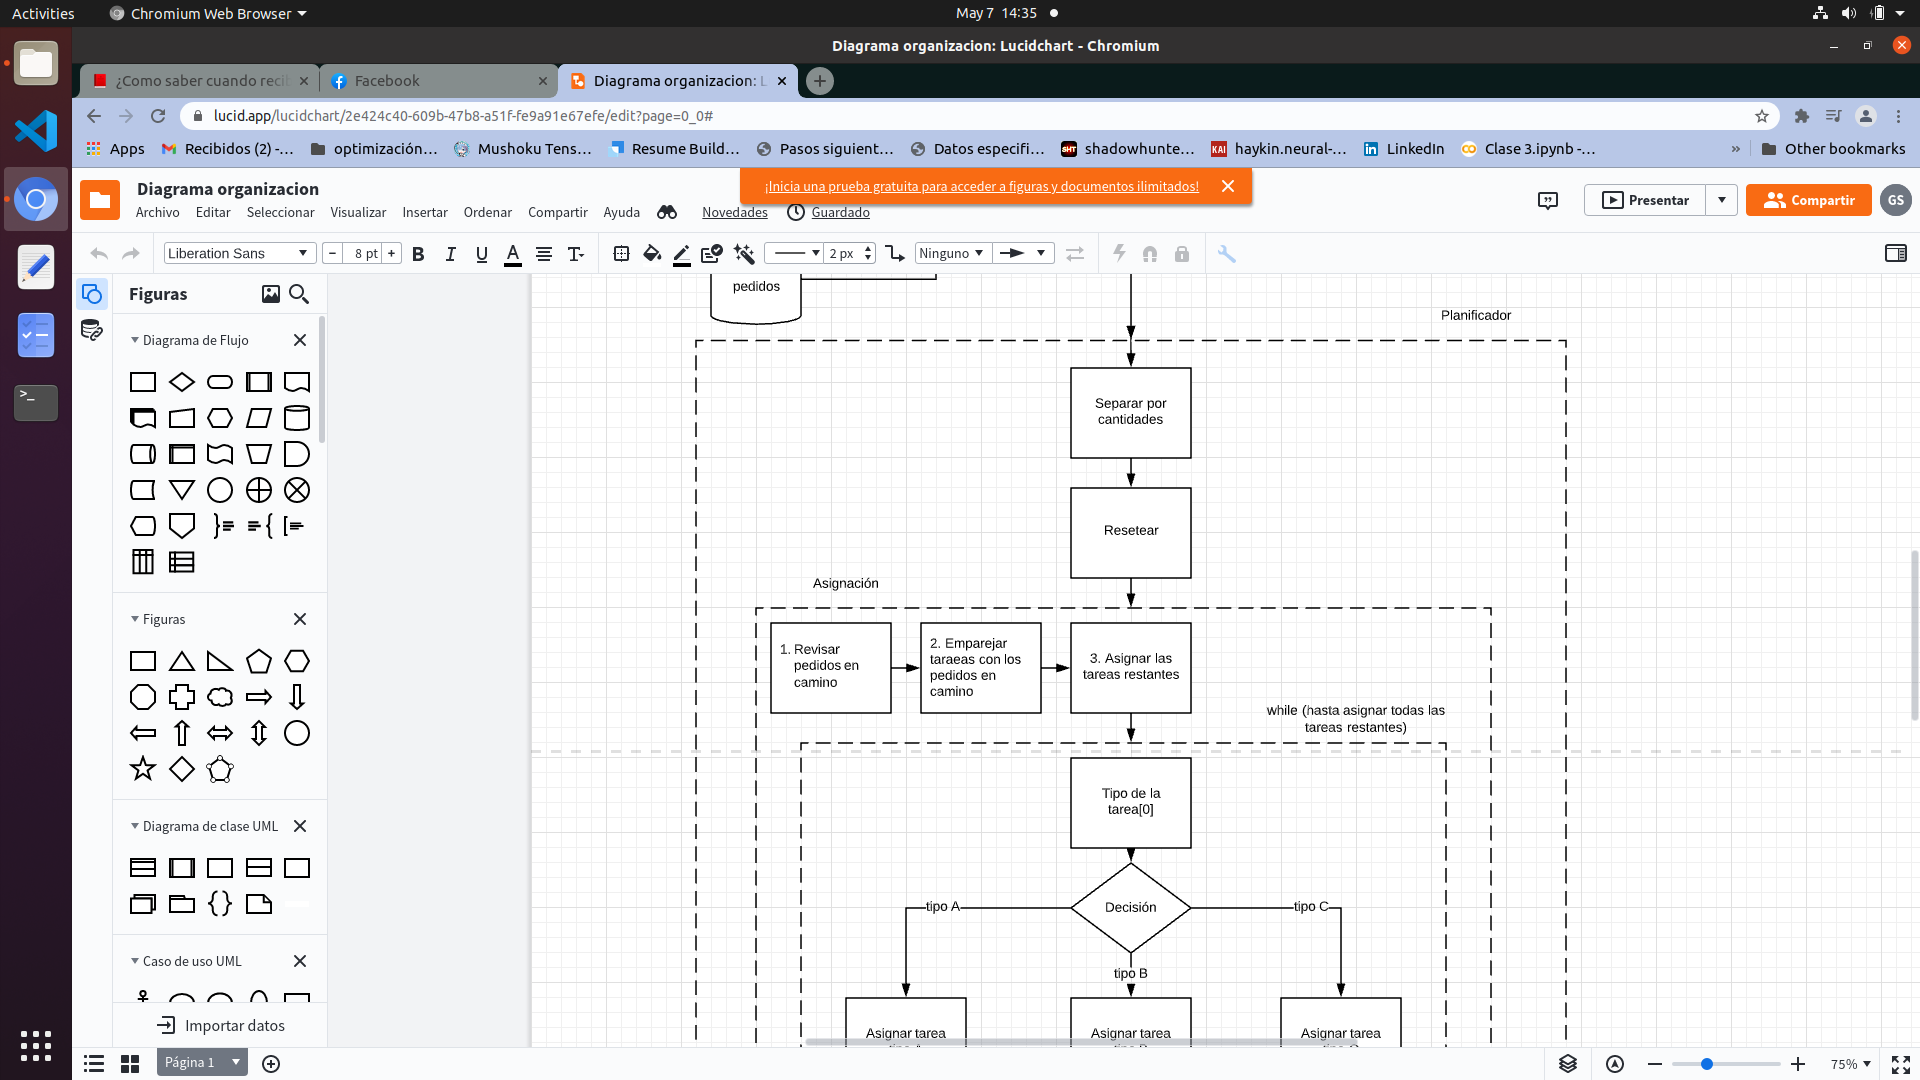 Activities
Chromium Web Browser
May 7 14:35
Diagrama organizacion: Lucidchart - Chromium
¿Como saber cuando recib
Facebook
Diagrama organizacion: L
lucid.app/lucidchart/2e424c40-609b-47b8-a51f-fe9a91e67efe/edit?page=0_0#
Apps
Recibidos (2) -...
optimización...
Mushoku Tens...
Resume Build...
Pasos siguient...
Datos especifi...
shadowhunte...
haykin.neural-...
LinkedIn
Clase 3.ipynb -...
»
Other bookmarks
Diagrama organizacion
¡Inicia una prueba gratuita para acceder a figuras y documentos ilimitados!
Archivo Editar Seleccionar Visualizar Insertar Ordenar Compartir Ayuda
Novedades
Guardado
Presentar
Compartir
GS
Liberation Sans
− 8 pt +
B I U A
2 px
Ninguno
Figuras
Diagrama de Flujo
Figuras
Diagrama de clase UML
Caso de uso UML
Importar datos
pedidos
Planificador
Separar por
cantidades
Resetear
Asignación
1. Revisar
pedidos en
camino
2. Emparejar
taraeas con los
pedidos en
camino
3. Asignar las
tareas restantes
while (hasta asignar todas las
tareas restantes)
Tipo de la
tarea[0]
Decisión
tipo A
tipo C
tipo B
Asignar tarea
Asignar tarea
Asignar tarea
Página 1
75%